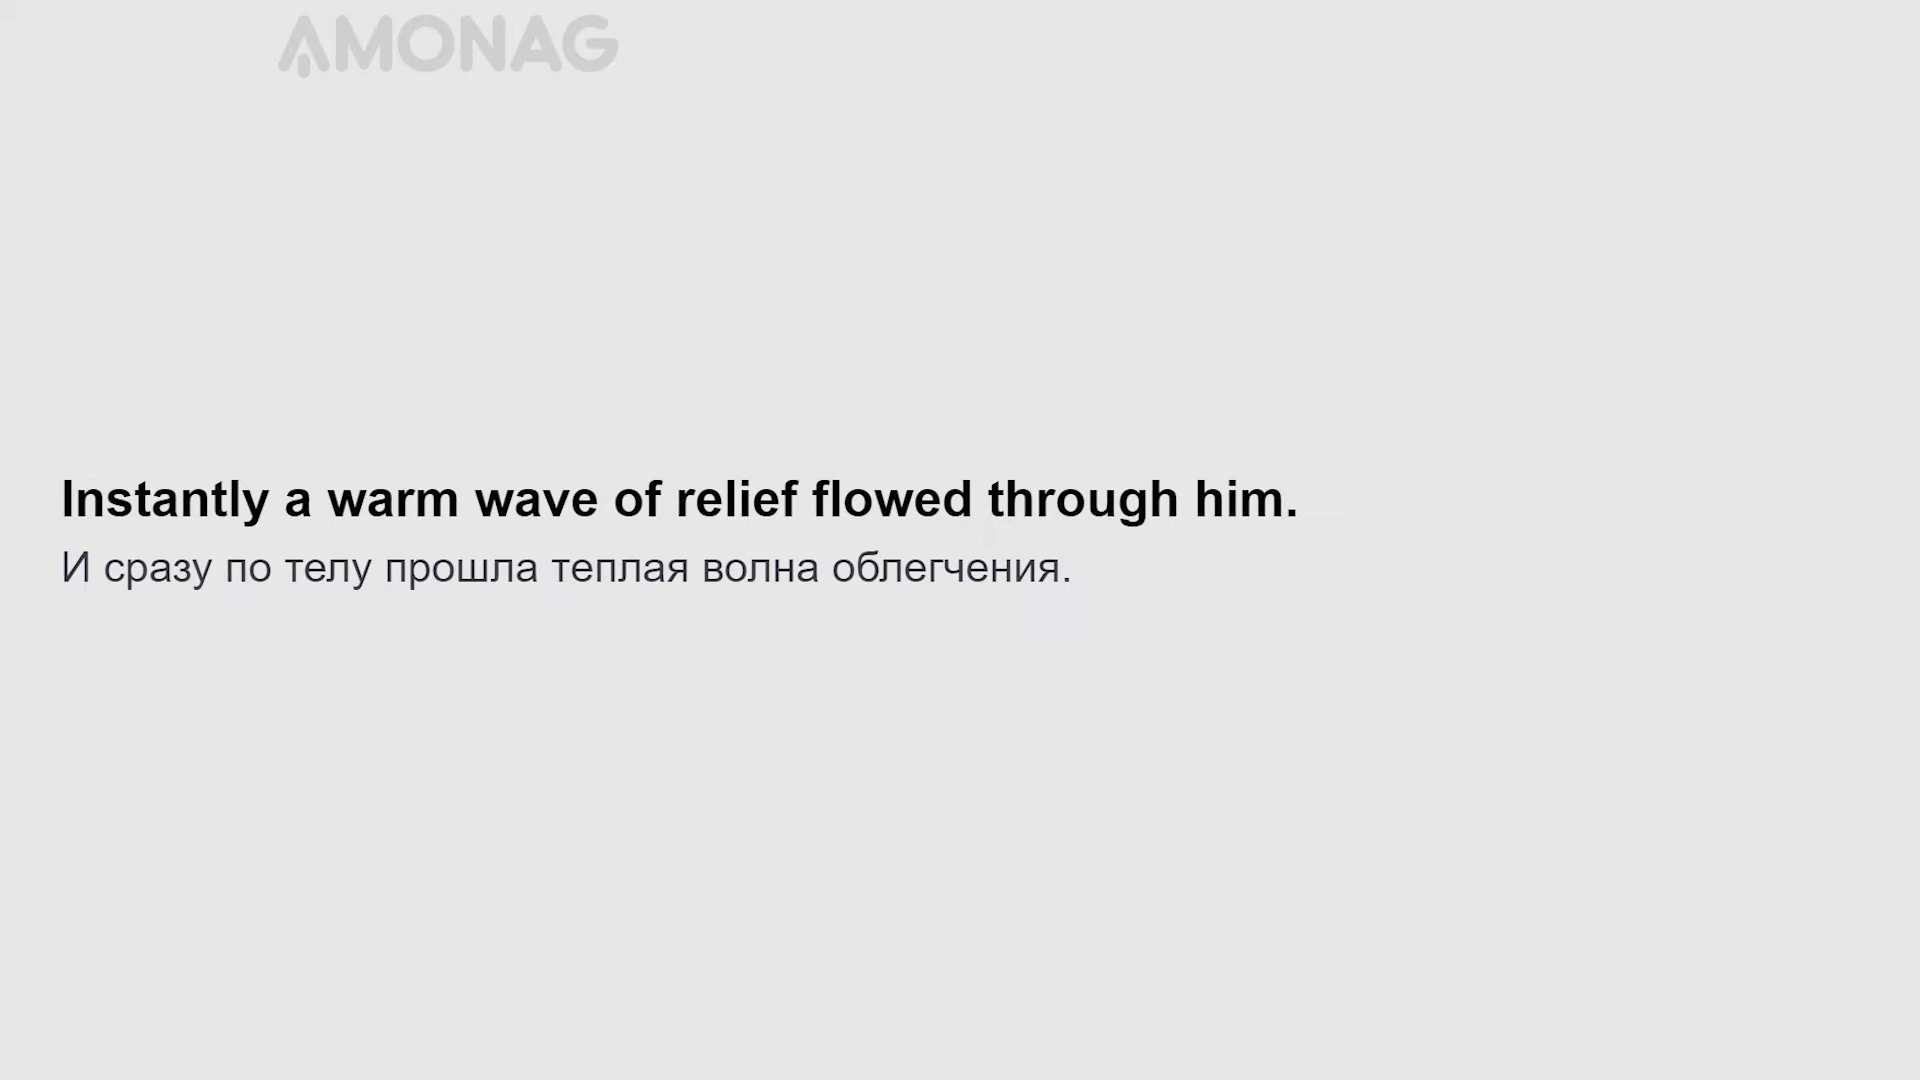 AMONAG
Instantly a warm wave of relief flowed through him.
И сразу по телу прошла теплая волна облегчения.